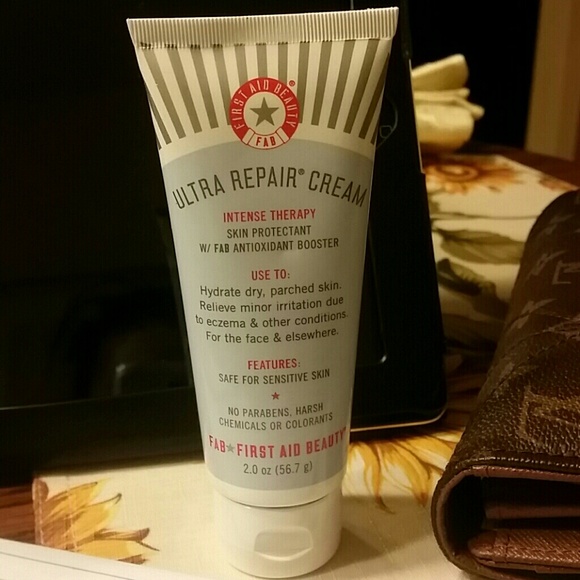 FIRST AID BEAUTY®
FAB
ULTRA REPAIR® CREAM
INTENSE THERAPY
SKIN PROTECTANT
W/ FAB ANTIOXIDANT BOOSTER
USE TO:
Hydrate dry, parched skin.
Relieve minor irritation due
to eczema & other conditions.
For the face & elsewhere.
FEATURES:
SAFE FOR SENSITIVE SKIN
★
NO PARABENS, HARSH
CHEMICALS OR COLORANTS
FAB★FIRST AID BEAUTY®
2.0 oz (56.7 g)